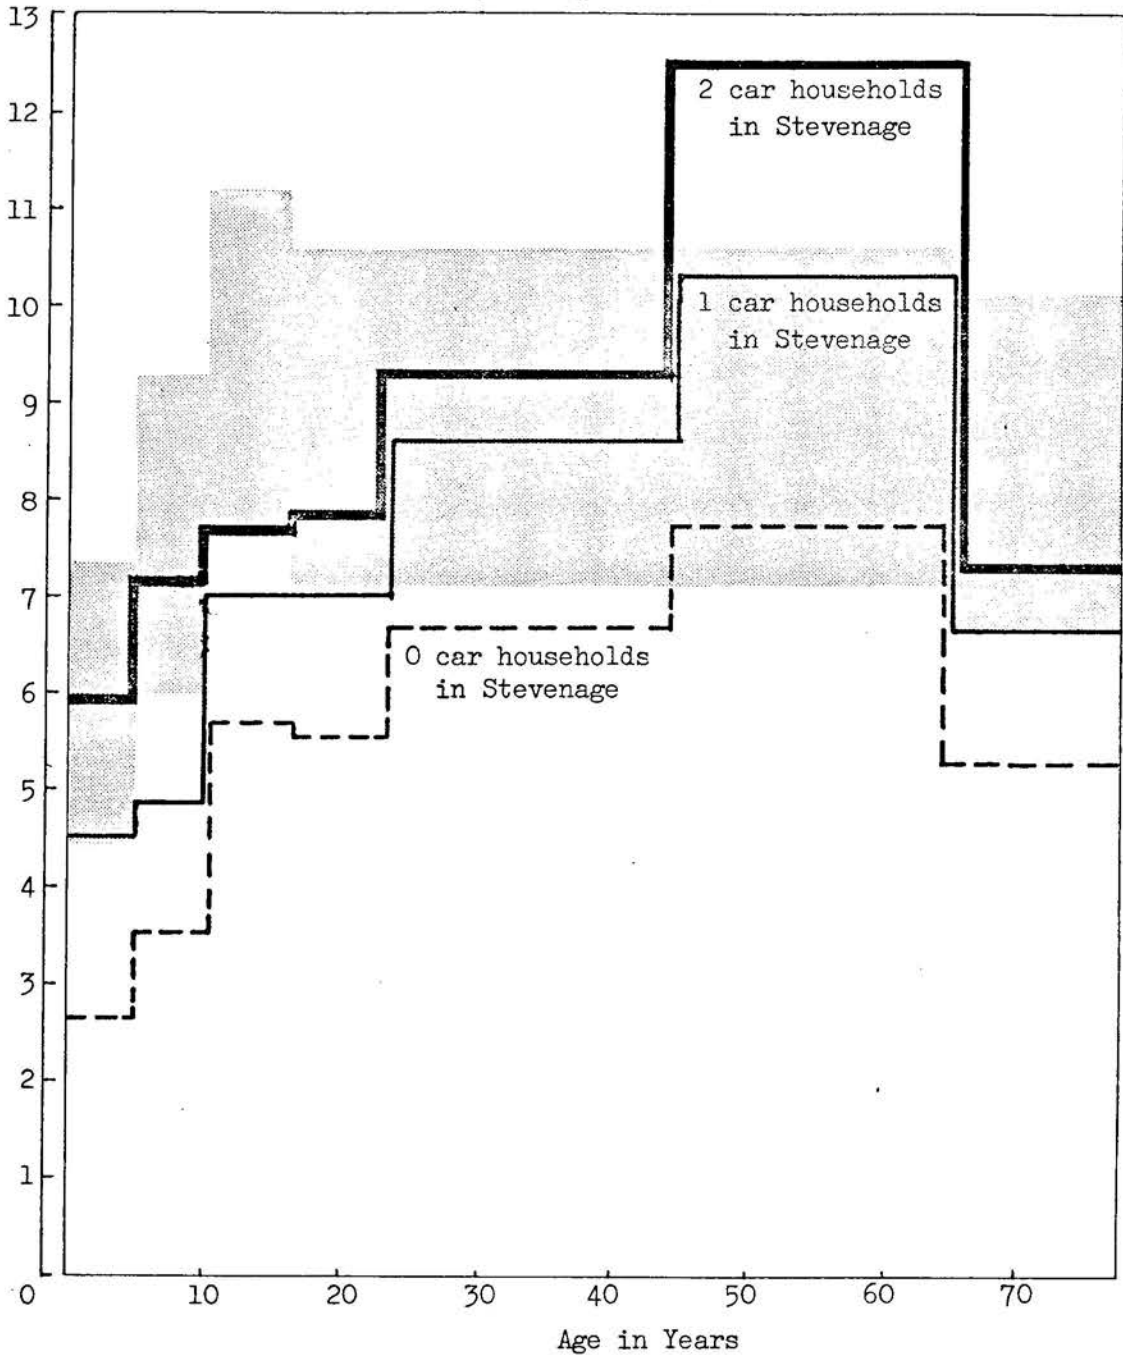 13
12
11
10
9
8
7
6
5
4
3
2
1
0
2 car households
in Stevenage
1 car households
in Stevenage
0 car households
in Stevenage
10 20 30 40 50 60 70
Age in Years